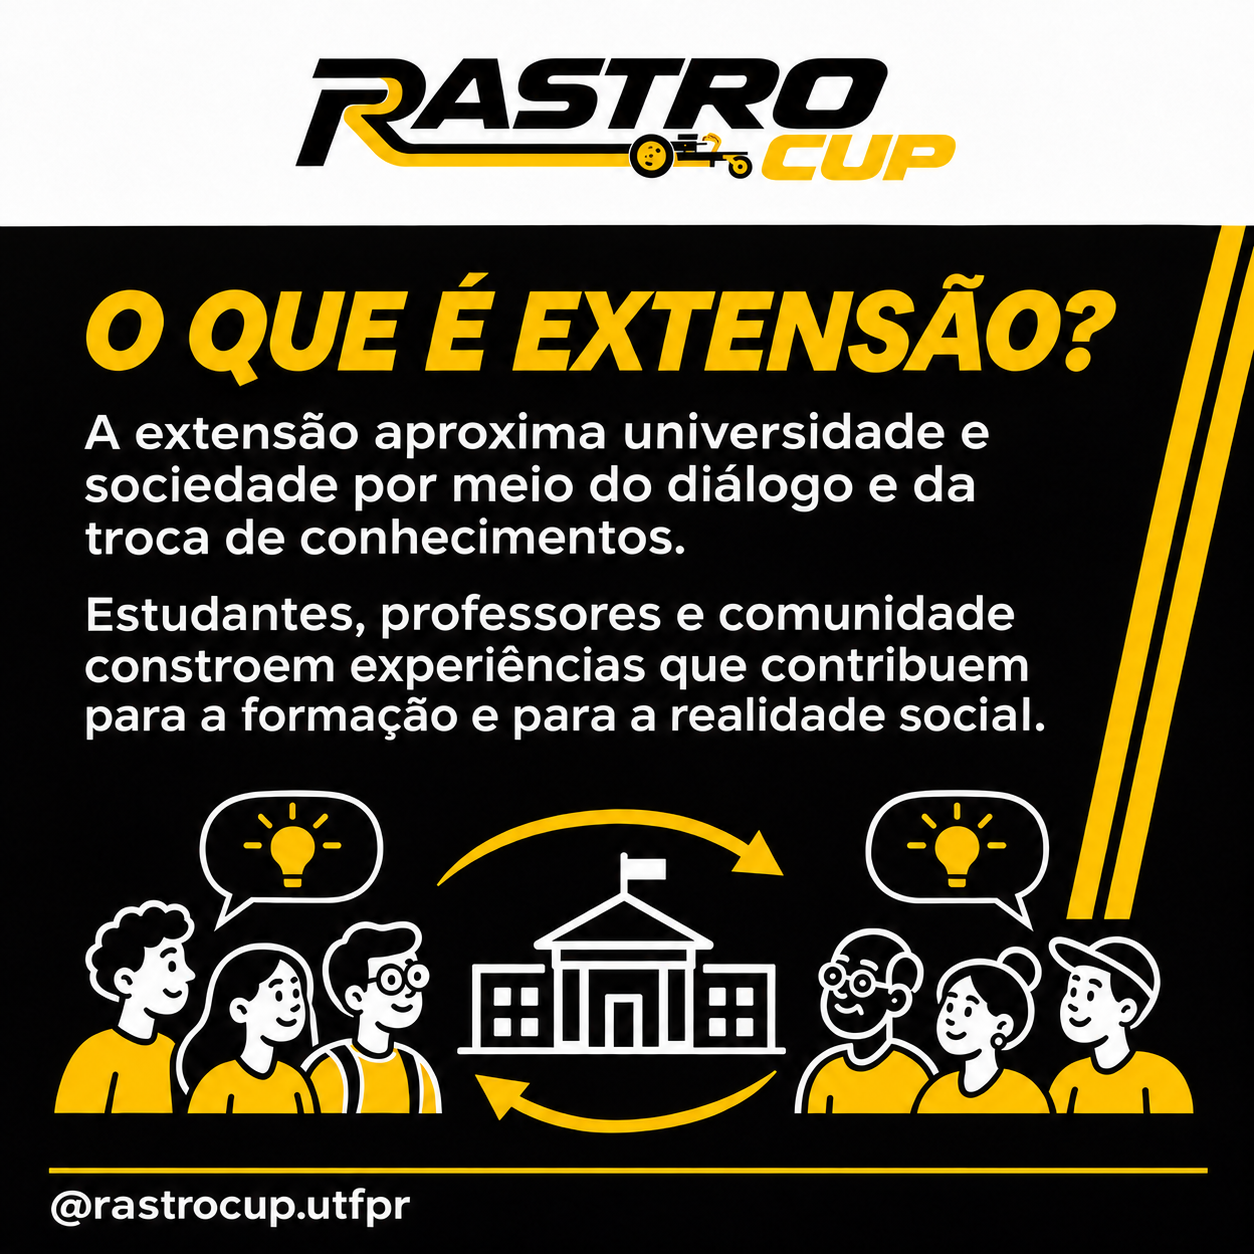 RASTRO
CUP
O QUE É EXTENSÃO?
A extensão aproxima universidade e
sociedade por meio do diálogo e da
troca de conhecimentos.
Estudantes, professores e comunidade
constroem experiências que contribuem
para a formação e para a realidade social.
@rastrocup.utfpr